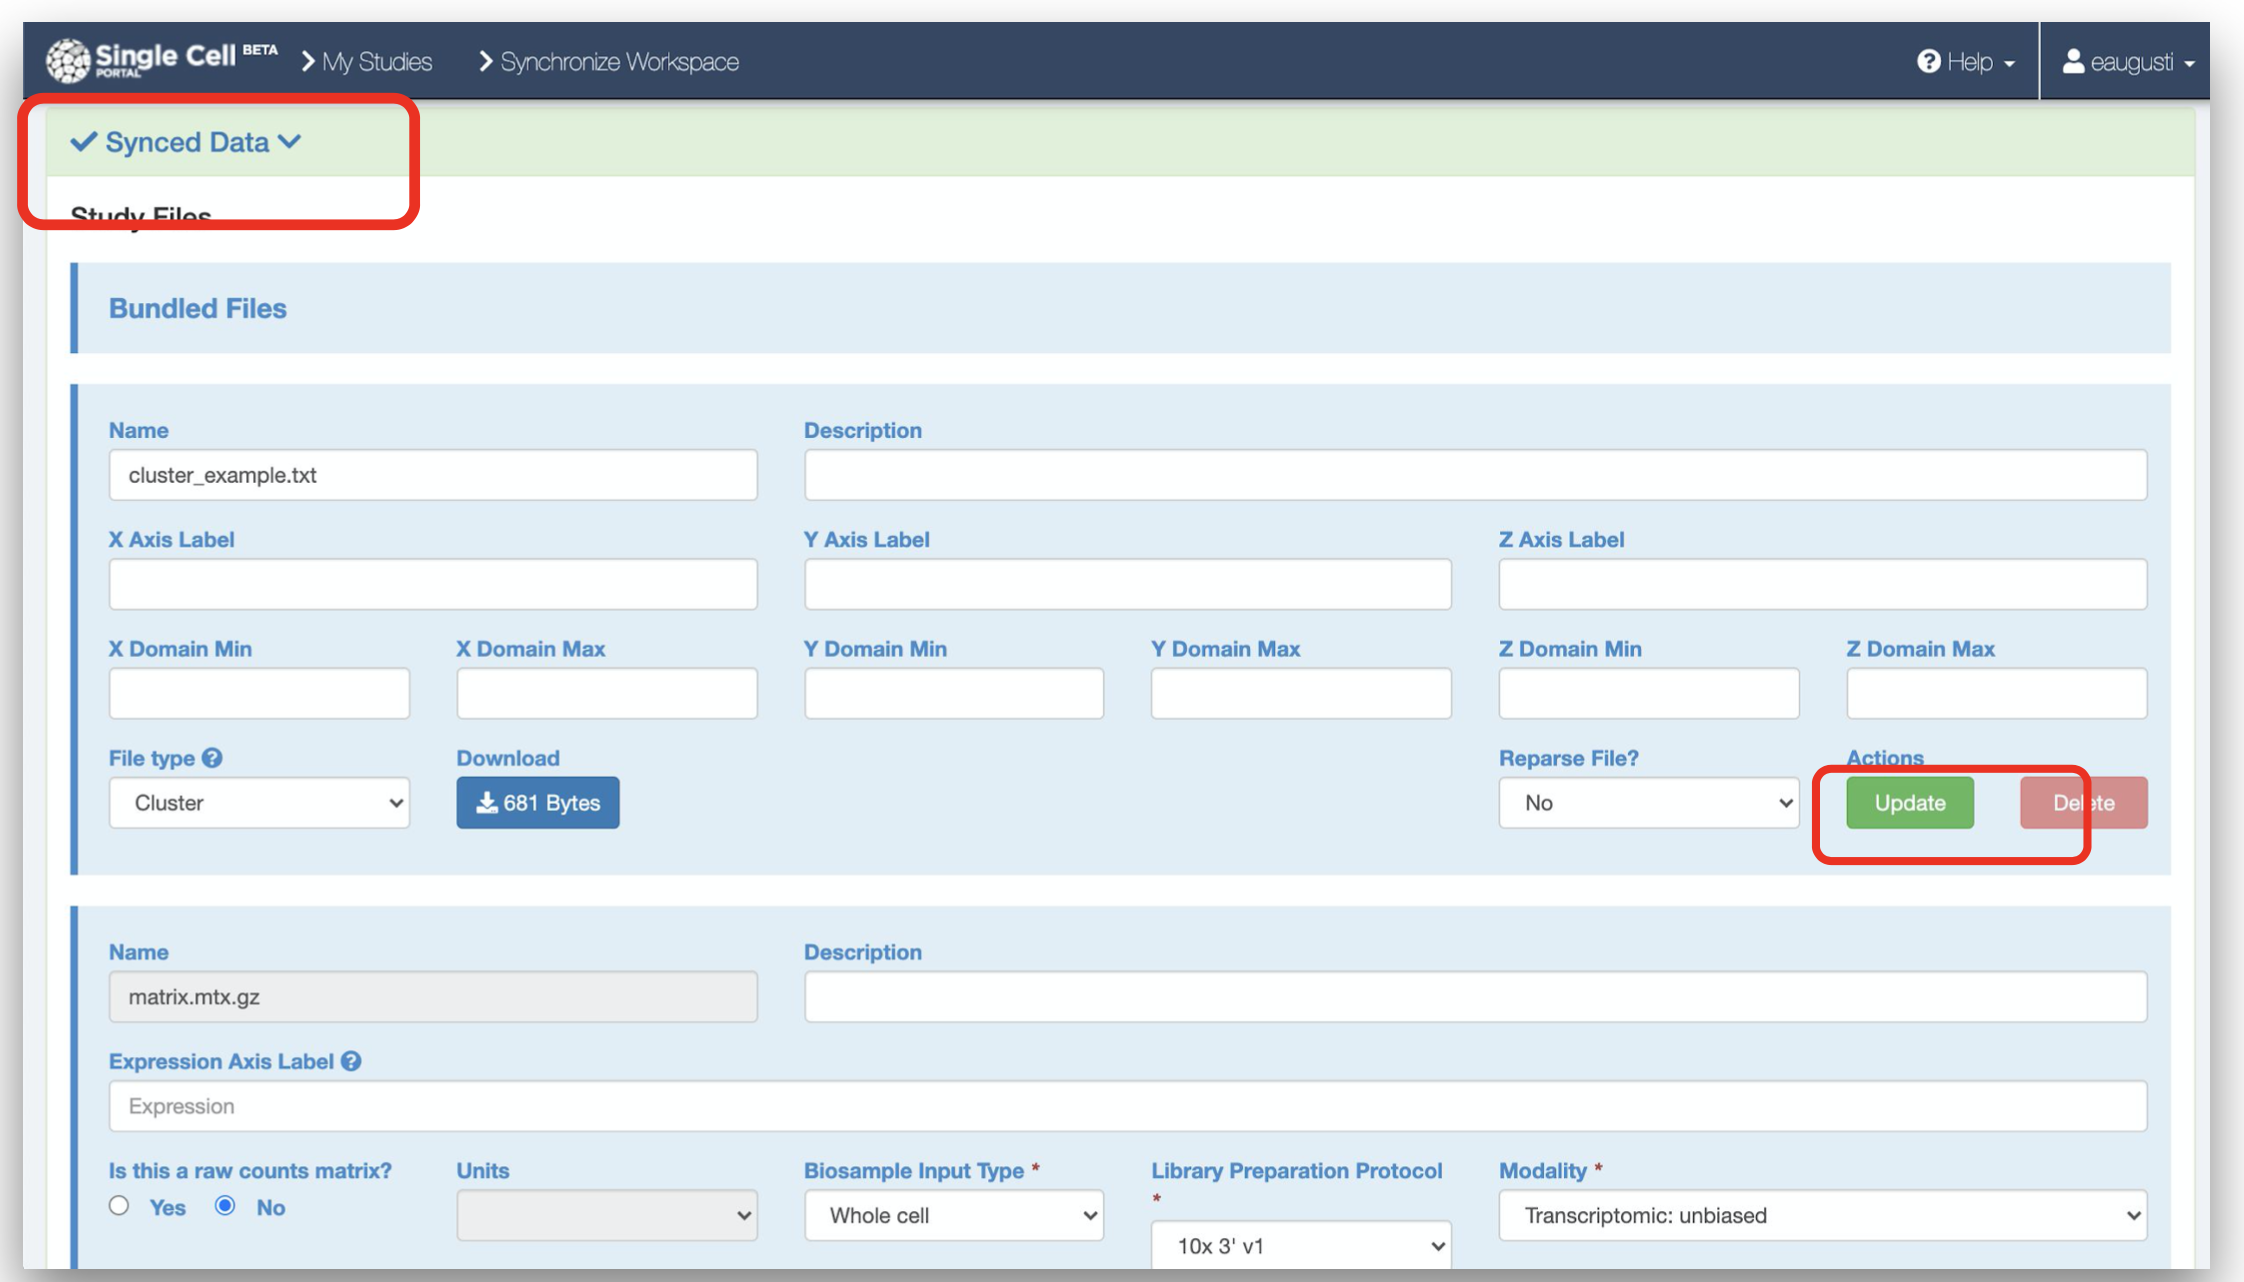 Single Cell BETA
PORTAL
My Studies
Synchronize Workspace
Help
eaugusti
Synced Data
Study Files
Bundled Files
Name
Description
cluster_example.txt
X Axis Label
Y Axis Label
Z Axis Label
X Domain Min
X Domain Max
Y Domain Min
Y Domain Max
Z Domain Min
Z Domain Max
File type
Download
Reparse File?
Actions
Cluster
681 Bytes
No
Update
Delete
Name
Description
matrix.mtx.gz
Expression Axis Label
Expression
Is this a raw counts matrix?
Units
Biosample Input Type *
Library Preparation Protocol
*
Modality *
Yes
No
Whole cell
10x 3' v1
Transcriptomic: unbiased